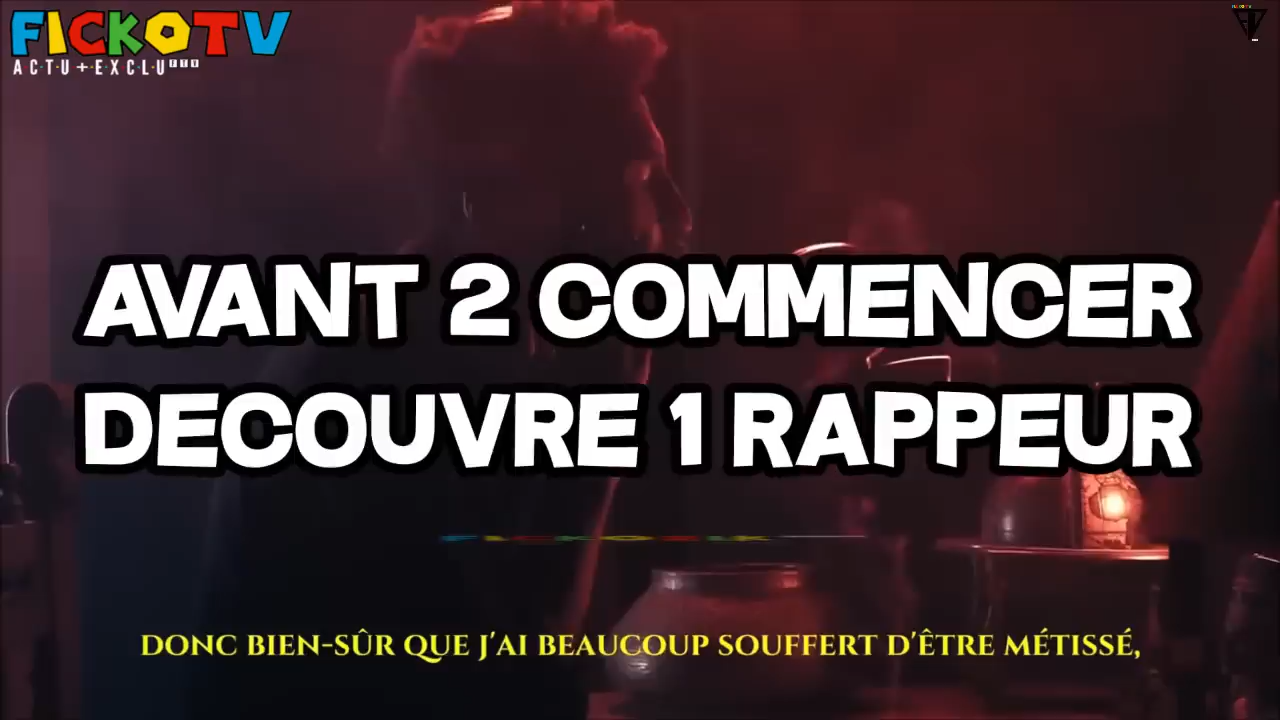 FICKOTV
ACTU+EXCLU
AVANT 2 COMMENCER
DECOUVRE 1 RAPPEUR
DONC BIEN-SÛR QUE J'AI BEAUCOUP SOUFFERT D'ÊTRE MÉTISSÉ,